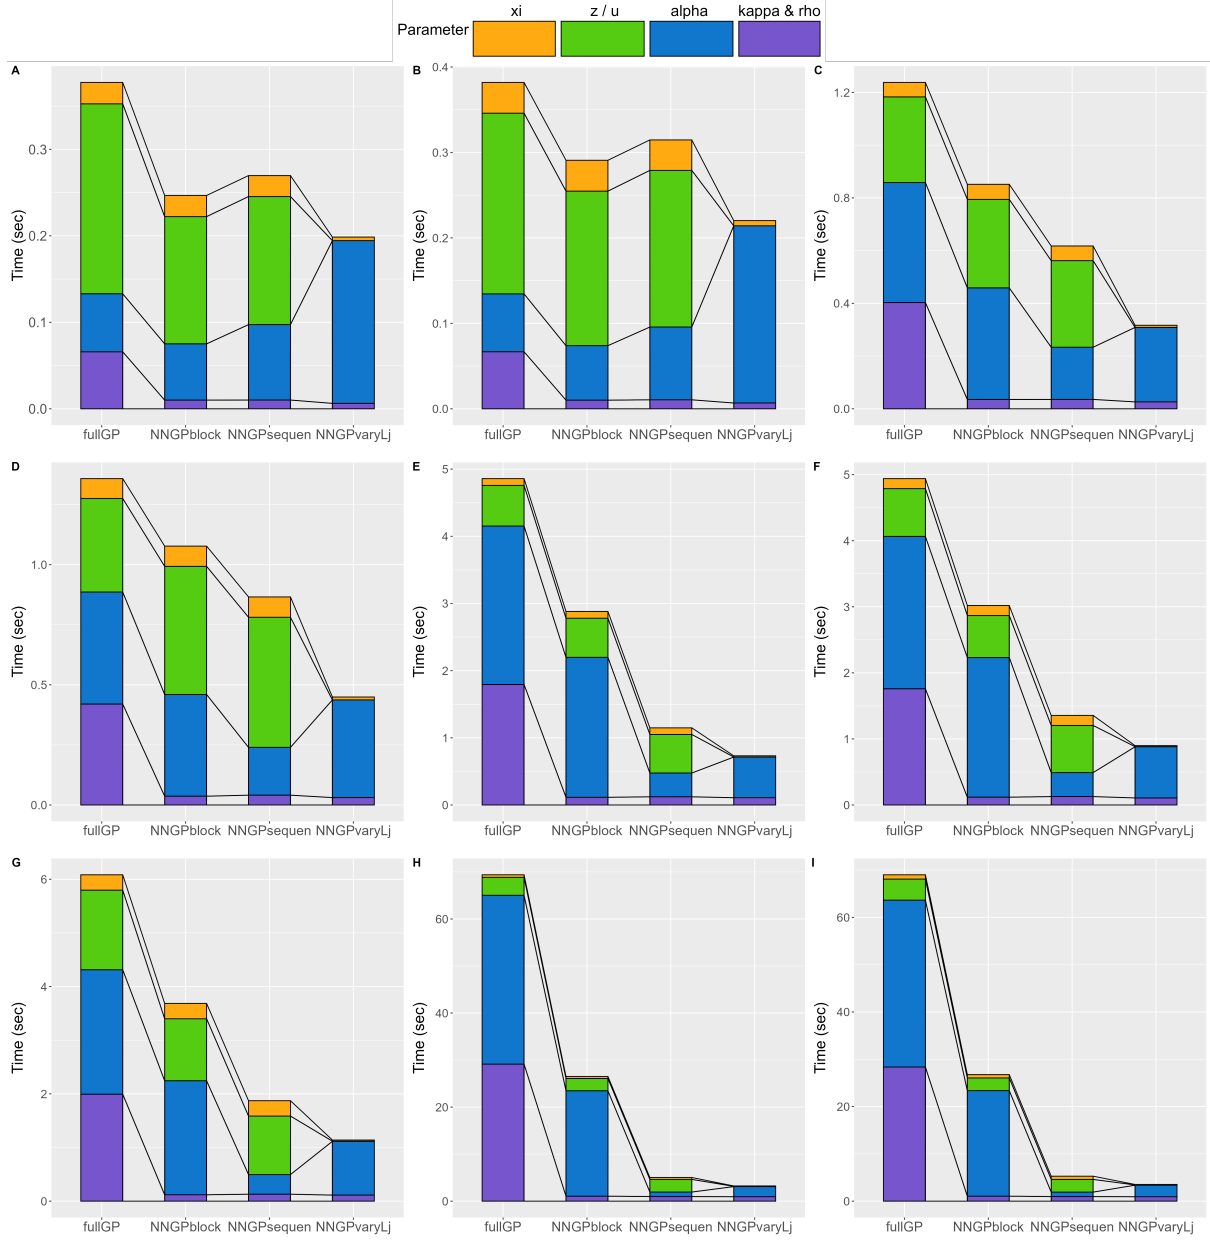 xi z / u alpha kappa & rho
Parameter
A
Time (sec)
0.3
0.2
0.1
0.0
fullGP NNGPblock NNGPsequen NNGPvaryLj
B
Time (sec)
0.4
0.3
0.2
0.1
0.0
fullGP NNGPblock NNGPsequen NNGPvaryLj
C
Time (sec)
1.2
0.8
0.4
0.0
fullGP NNGPblock NNGPsequen NNGPvaryLj
D
Time (sec)
1.0
0.5
0.0
fullGP NNGPblock NNGPsequen NNGPvaryLj
E
Time (sec)
5
4
3
2
1
0
fullGP NNGPblock NNGPsequen NNGPvaryLj
F
Time (sec)
5
4
3
2
1
0
fullGP NNGPblock NNGPsequen NNGPvaryLj
G
Time (sec)
6
4
2
0
fullGP NNGPblock NNGPsequen NNGPvaryLj
H
Time (sec)
60
40
20
0
fullGP NNGPblock NNGPsequen NNGPvaryLj
I
Time (sec)
60
40
20
0
fullGP NNGPblock NNGPsequen NNGPvaryLj